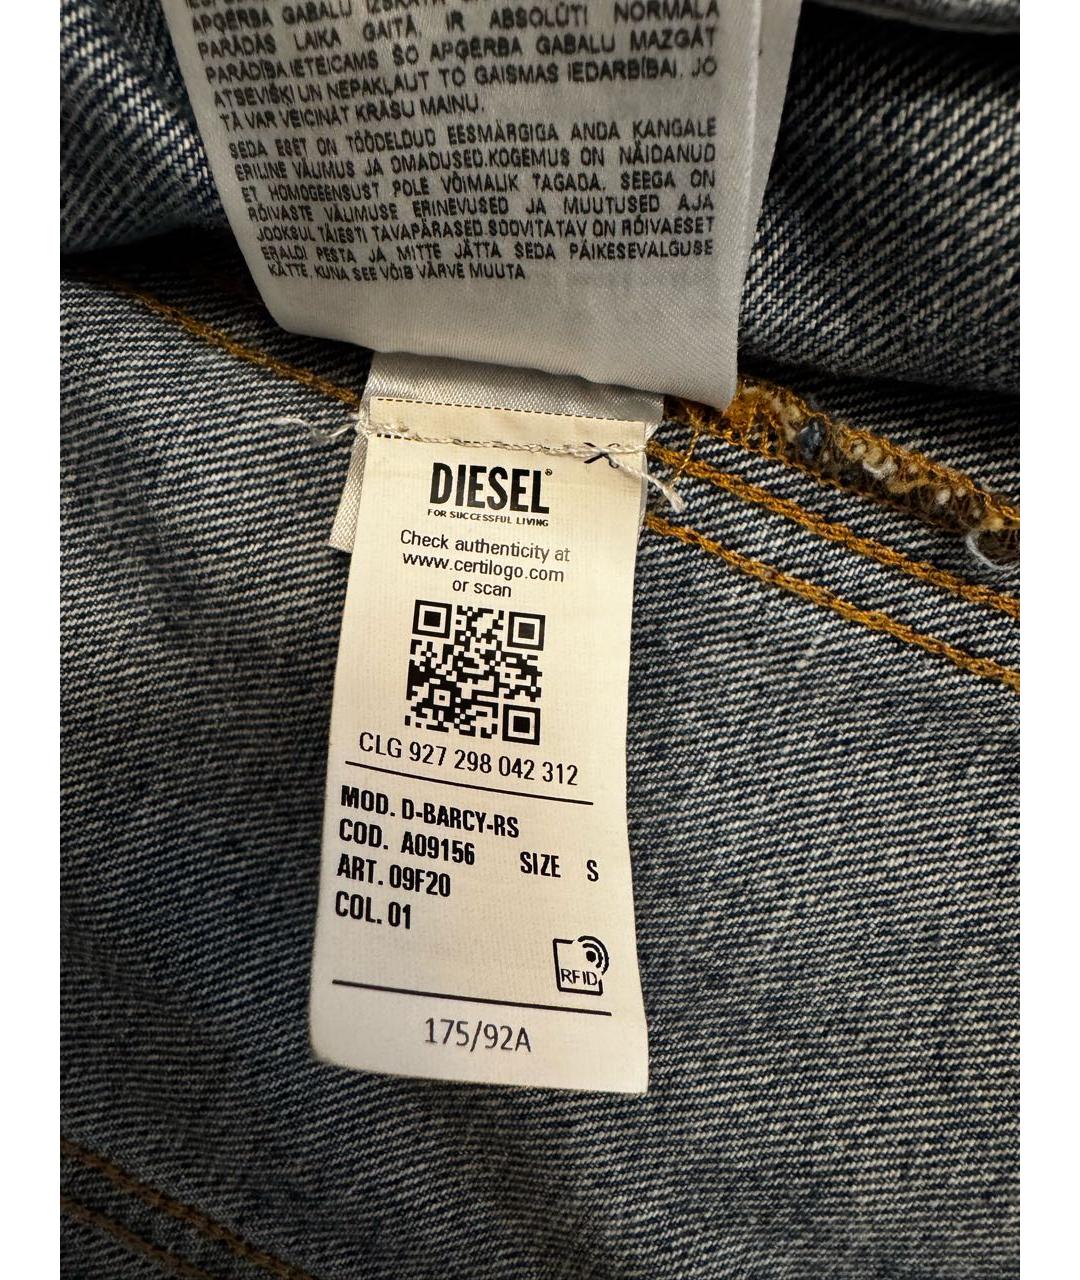 APĢĒRBA GABALU
PARĀDĀS LAIKA GAITĀ, IR ABSOLŪTI NORMĀLA
PARĀDĪBA.IETEICAMS ŠO APĢĒRBA GABALU MAZGĀT
ATSEVIŠĶI UN NEPAKĻAUT TO GAISMAS IEDARBĪBAI, JO
TĀ VAR VEICINĀT KRĀSU MAIŅU.
SEDA ESET ON TÖÖDELDUD EESMÄRGIGA ANDA KANGALE
ERILINE VÄLIMUS JA OMADUSED.KOGEMUS ON NÄIDANUD
ET HOMOGEENSUST POLE VÕIMALIK TAGADA. SEEGA ON
RÕIVASTE VÄLIMUSE ERINEVUSED JA MUUTUSED AJA
JOOKSUL TÄIESTI TAVAPÄRASED.SOOVITATAV ON RÕIVAESET
ERALDI PESTA JA MITTE JÄTTA SEDA PÄIKESEVALGUSE
KÄTTE, KUNA SEE VÕIB VÄRVE MUUTA
DIESEL®
FOR SUCCESSFUL LIVING
Check authenticity at
www.certilogo.com
or scan
CLG 927 298 042 312
MOD. D-BARCY-RS
COD. A09156 SIZE S
ART. 09F20
COL. 01
RFID
175/92A